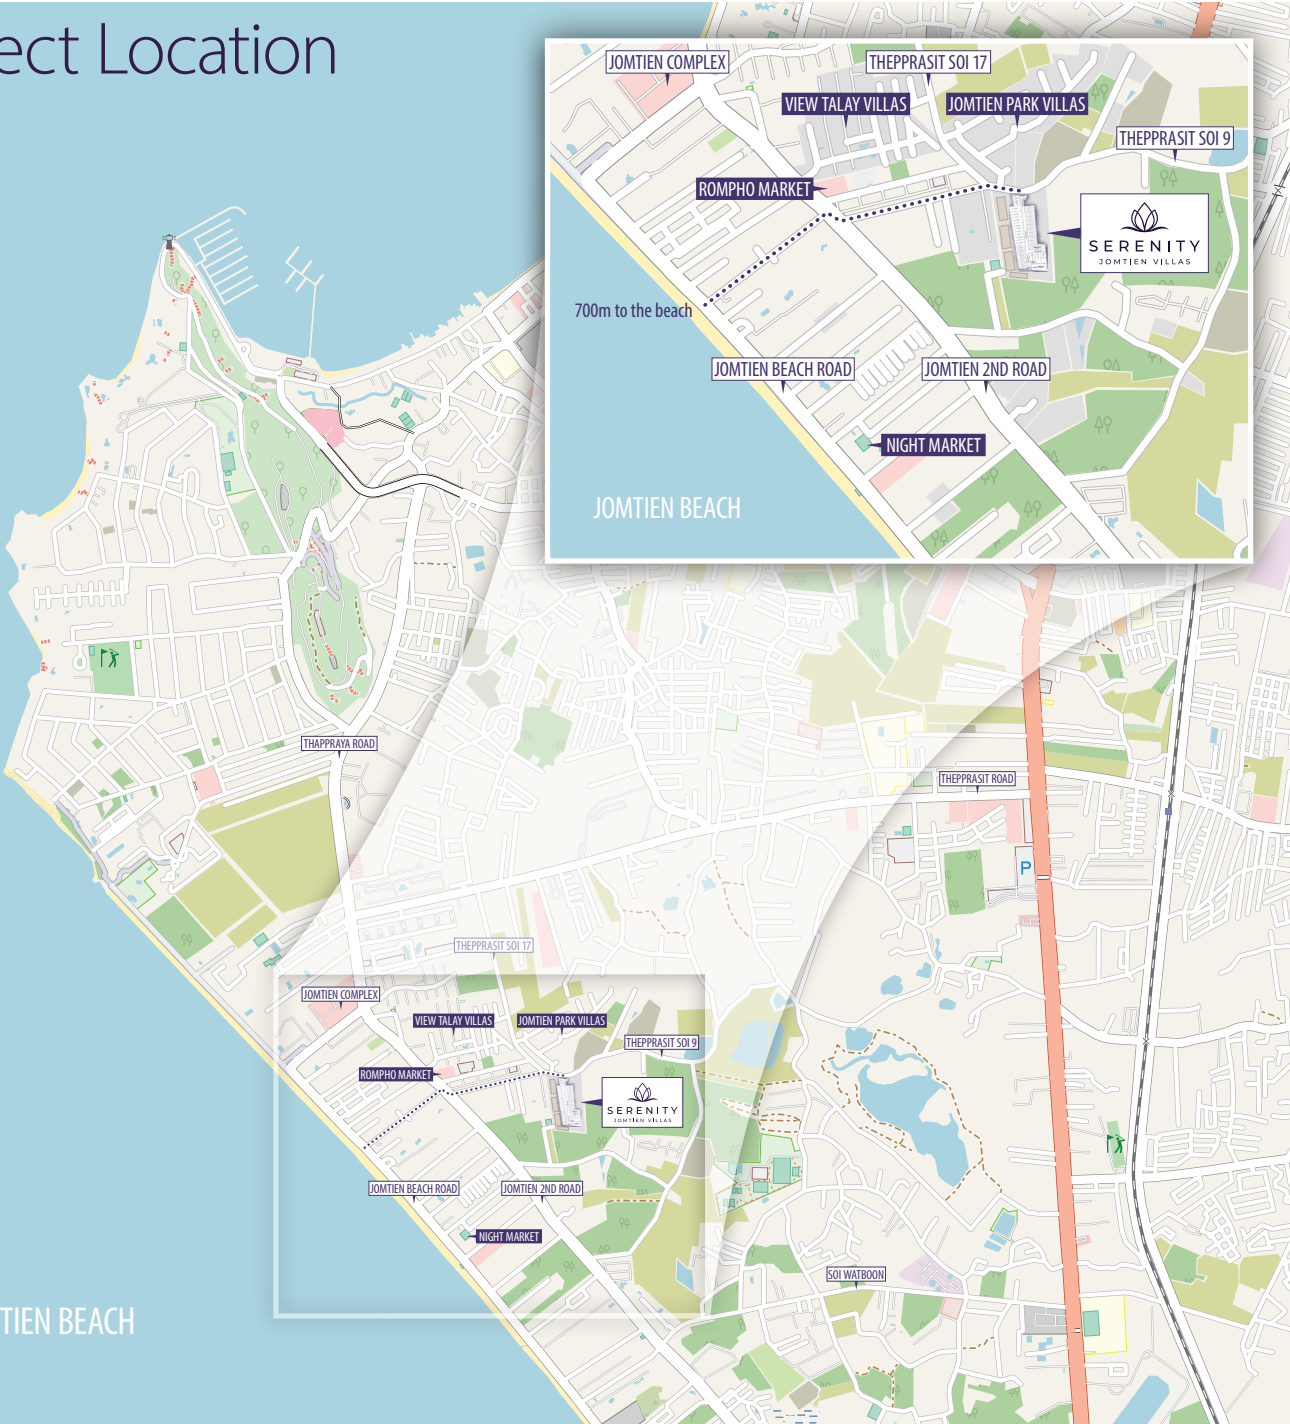 ect Location
JOMTIEN COMPLEX
THEPPRASIT SOI 17
VIEW TALAY VILLAS
JOMTIEN PARK VILLAS
THEPPRASIT SOI 9
ROMPHO MARKET
SERENITY
JOMTIEN VILLAS
700m to the beach
JOMTIEN BEACH ROAD
JOMTIEN 2ND ROAD
NIGHT MARKET
JOMTIEN BEACH
THAPPRAYA ROAD
THEPPRASIT ROAD
P
THEPPRASIT SOI 17
JOMTIEN COMPLEX
VIEW TALAY VILLAS
JOMTIEN PARK VILLAS
THEPPRASIT SOI 9
ROMPHO MARKET
SERENITY
JOMTIEN VILLAS
JOMTIEN BEACH ROAD
JOMTIEN 2ND ROAD
NIGHT MARKET
SOI WATBOON
TIEN BEACH